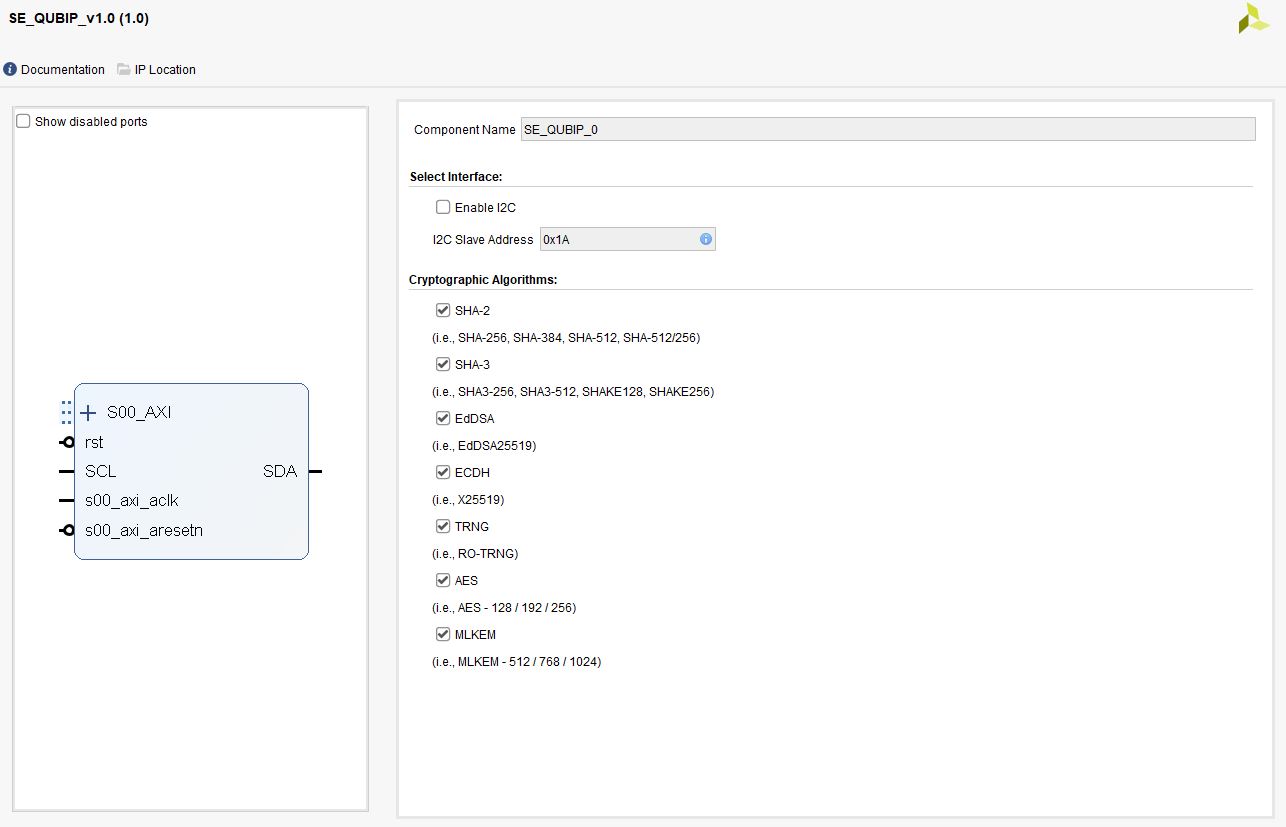 SE_QUBIP_v1.0 (1.0)
Documentation IP Location
Show disabled ports
S00_AXI
rst
SCL SDA
s00_axi_aclk
s00_axi_aresetn
Component Name SE_QUBIP_0
Select Interface:
Enable I2C
I2C Slave Address 0x1A
Cryptographic Algorithms:
SHA-2
(i.e., SHA-256, SHA-384, SHA-512, SHA-512/256)
SHA-3
(i.e., SHA3-256, SHA3-512, SHAKE128, SHAKE256)
EdDSA
(i.e., EdDSA25519)
ECDH
(i.e., X25519)
TRNG
(i.e., RO-TRNG)
AES
(i.e., AES - 128 / 192 / 256)
MLKEM
(i.e., MLKEM - 512 / 768 / 1024)